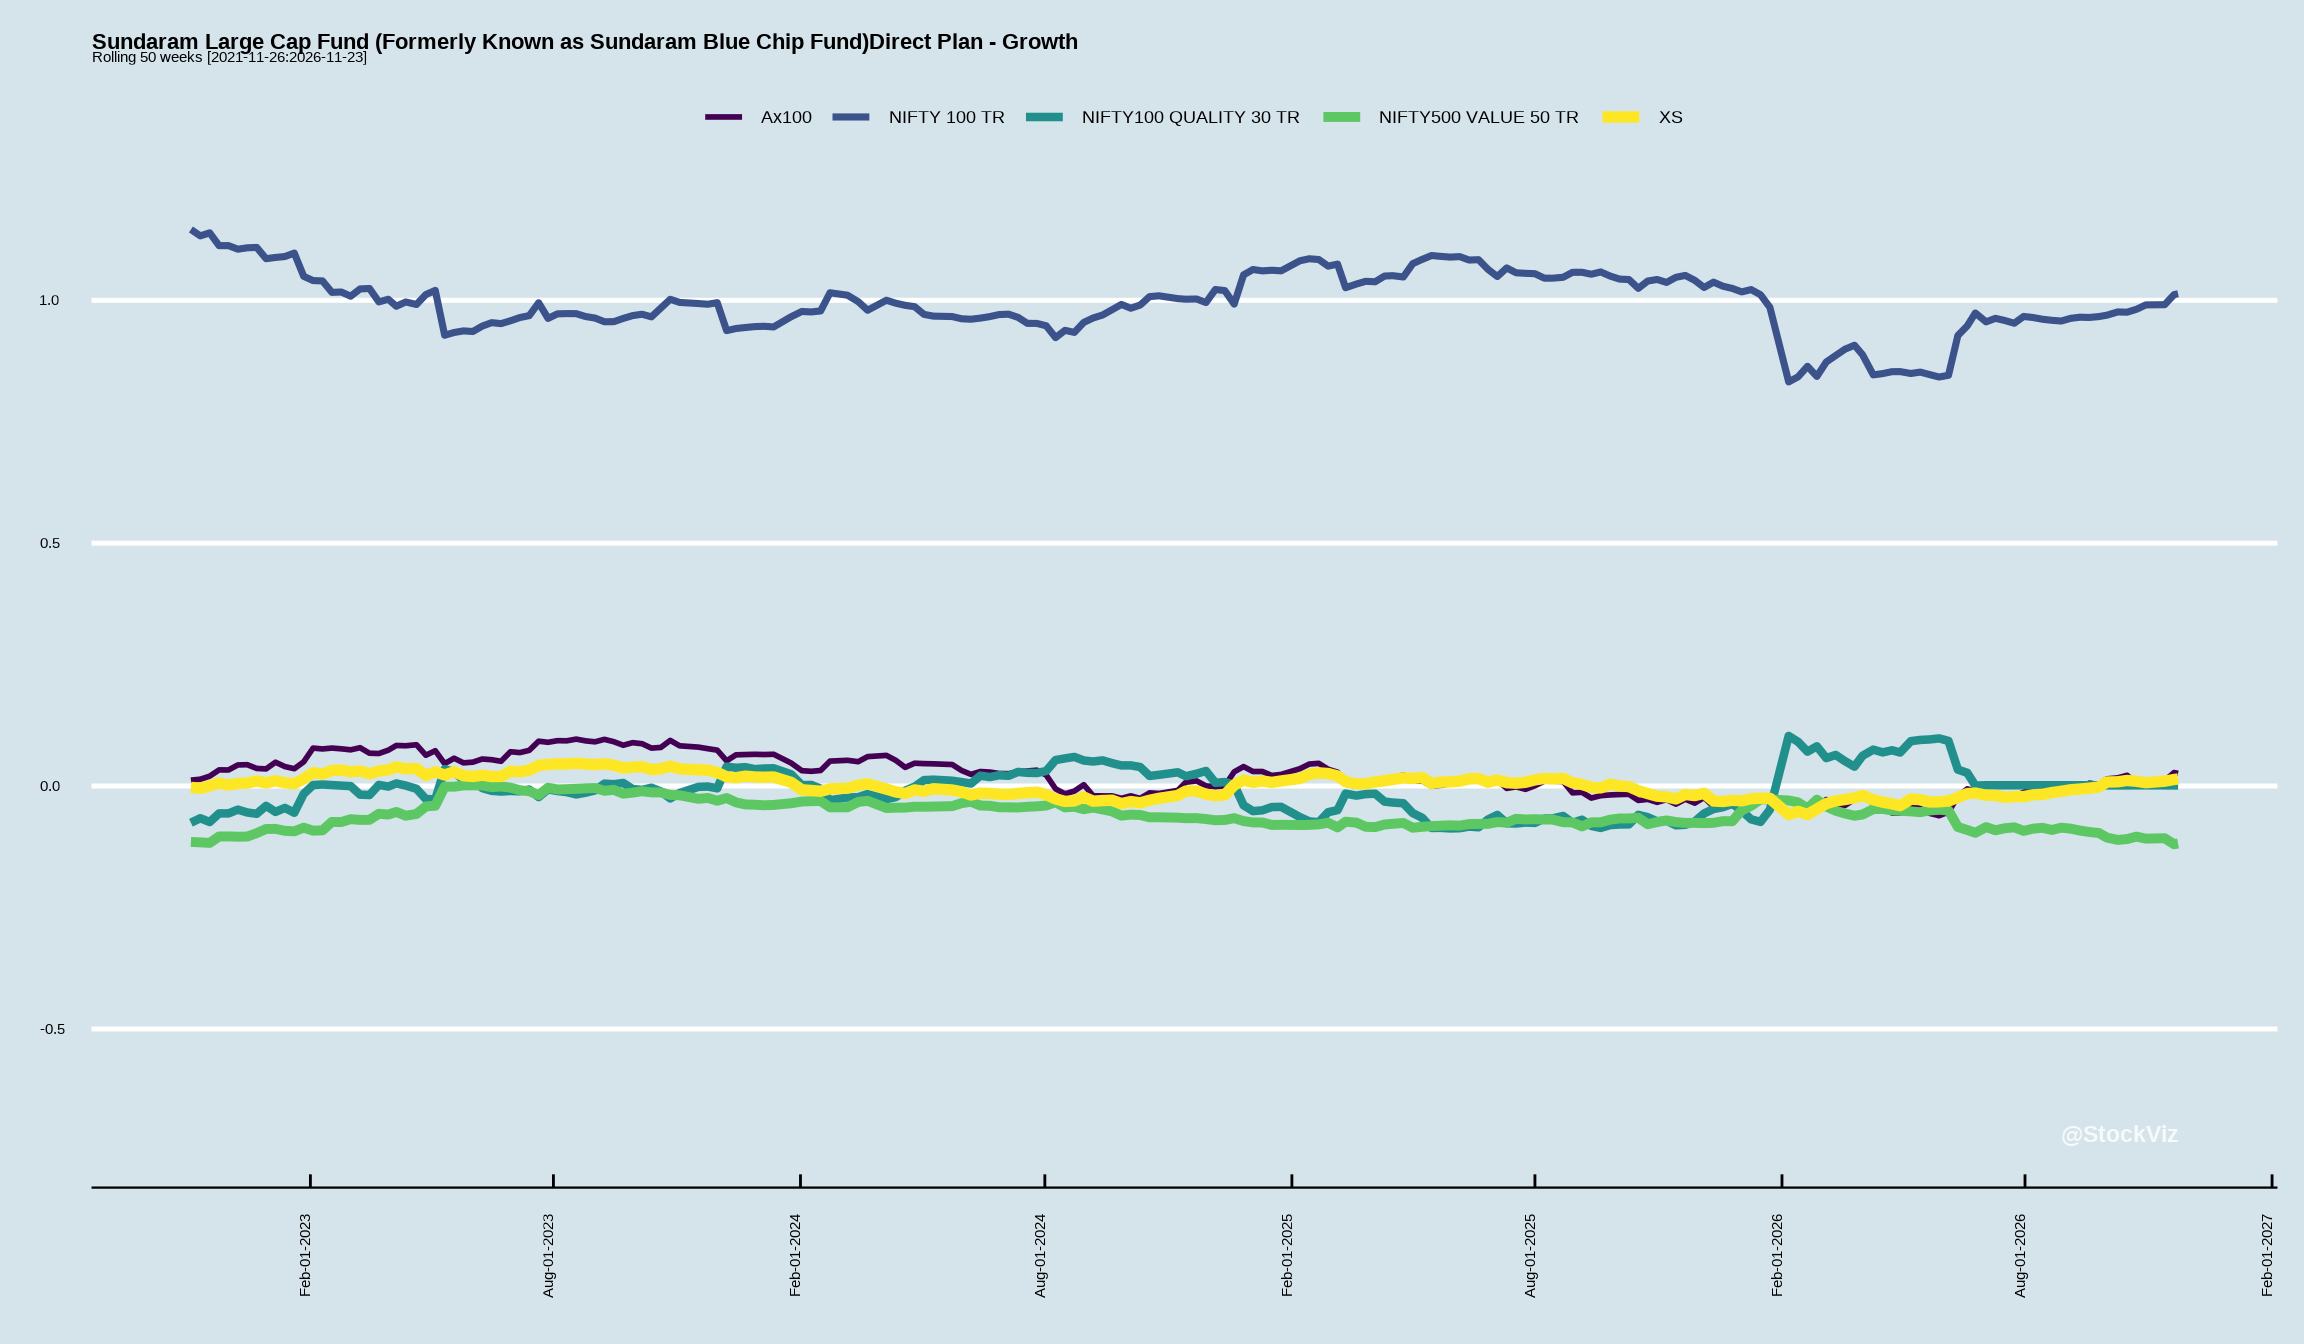 Sundaram Large Cap Fund (Formerly Known as Sundaram Blue Chip Fund)Direct Plan - Growth
Rolling 50 weeks [2021-11-26:2026-11-23]
Ax100 NIFTY 100 TR NIFTY100 QUALITY 30 TR NIFTY500 VALUE 50 TR XS
1.0
0.5
0.0
-0.5
@StockViz
Feb-01-2023 Aug-01-2023 Feb-01-2024 Aug-01-2024 Feb-01-2025 Aug-01-2025 Feb-01-2026 Aug-01-2026 Feb-01-2027